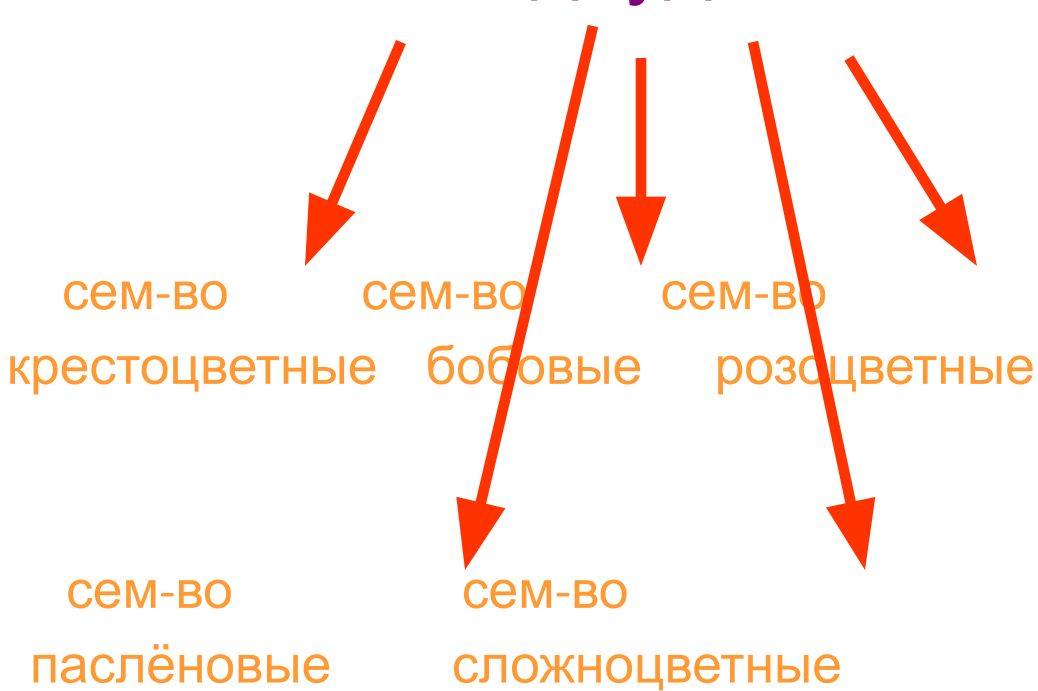 сем-во сем-во сем-во
крестоцветные бобовые розоцветные
сем-во сем-во
паслёновые сложноцветные